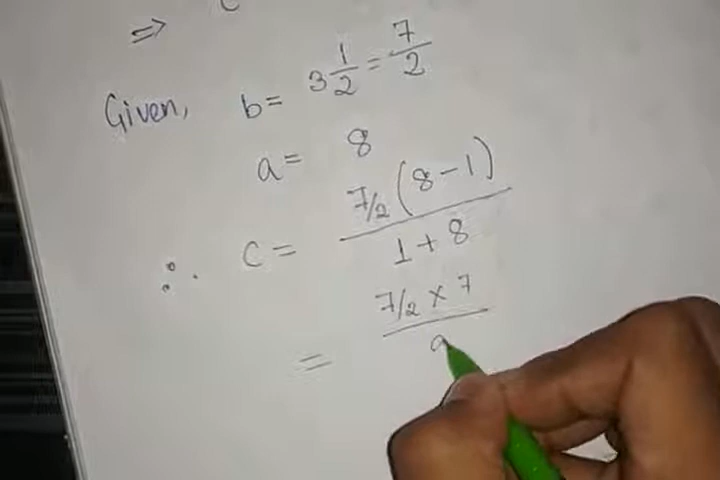 ⇒
Given, b = 3 1/2 = 7/2
a = 8
∴ c = 7/2 (8 - 1) / 1 + 8
= 7/2 × 7 / 9